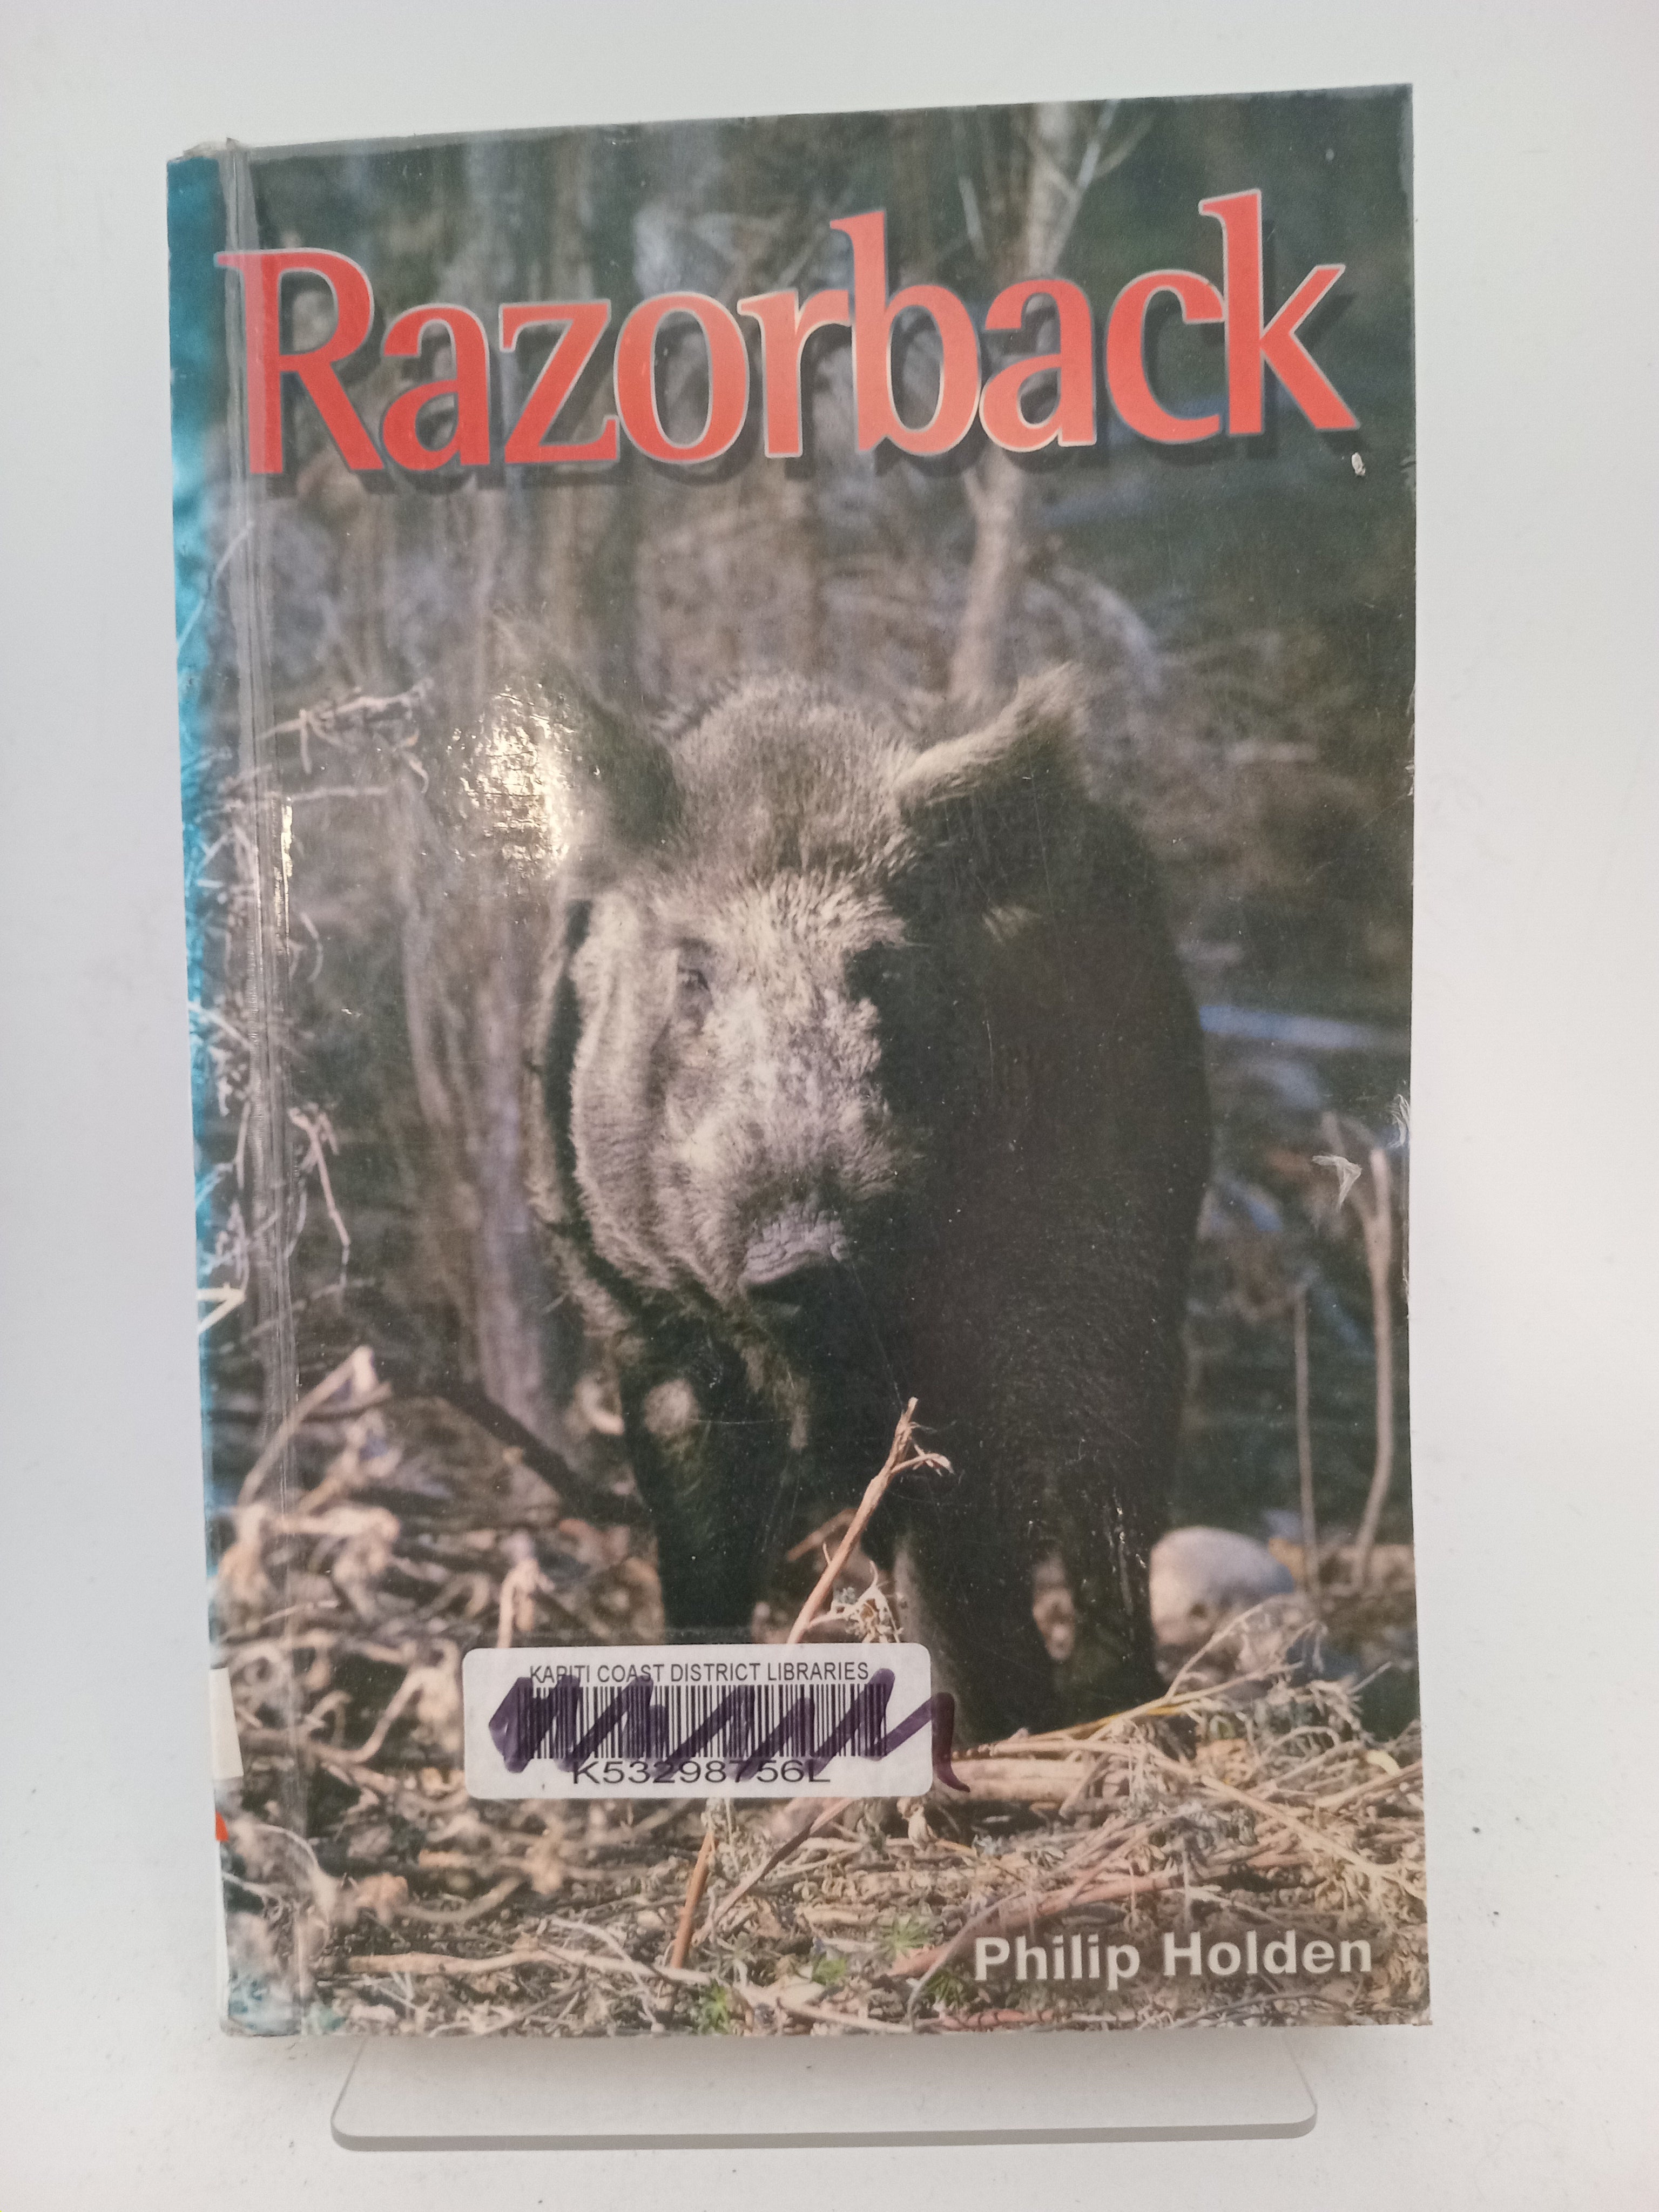 Razorback
KAPITI COAST DISTRICT LIBRARIES
K53298756L
Philip Holden